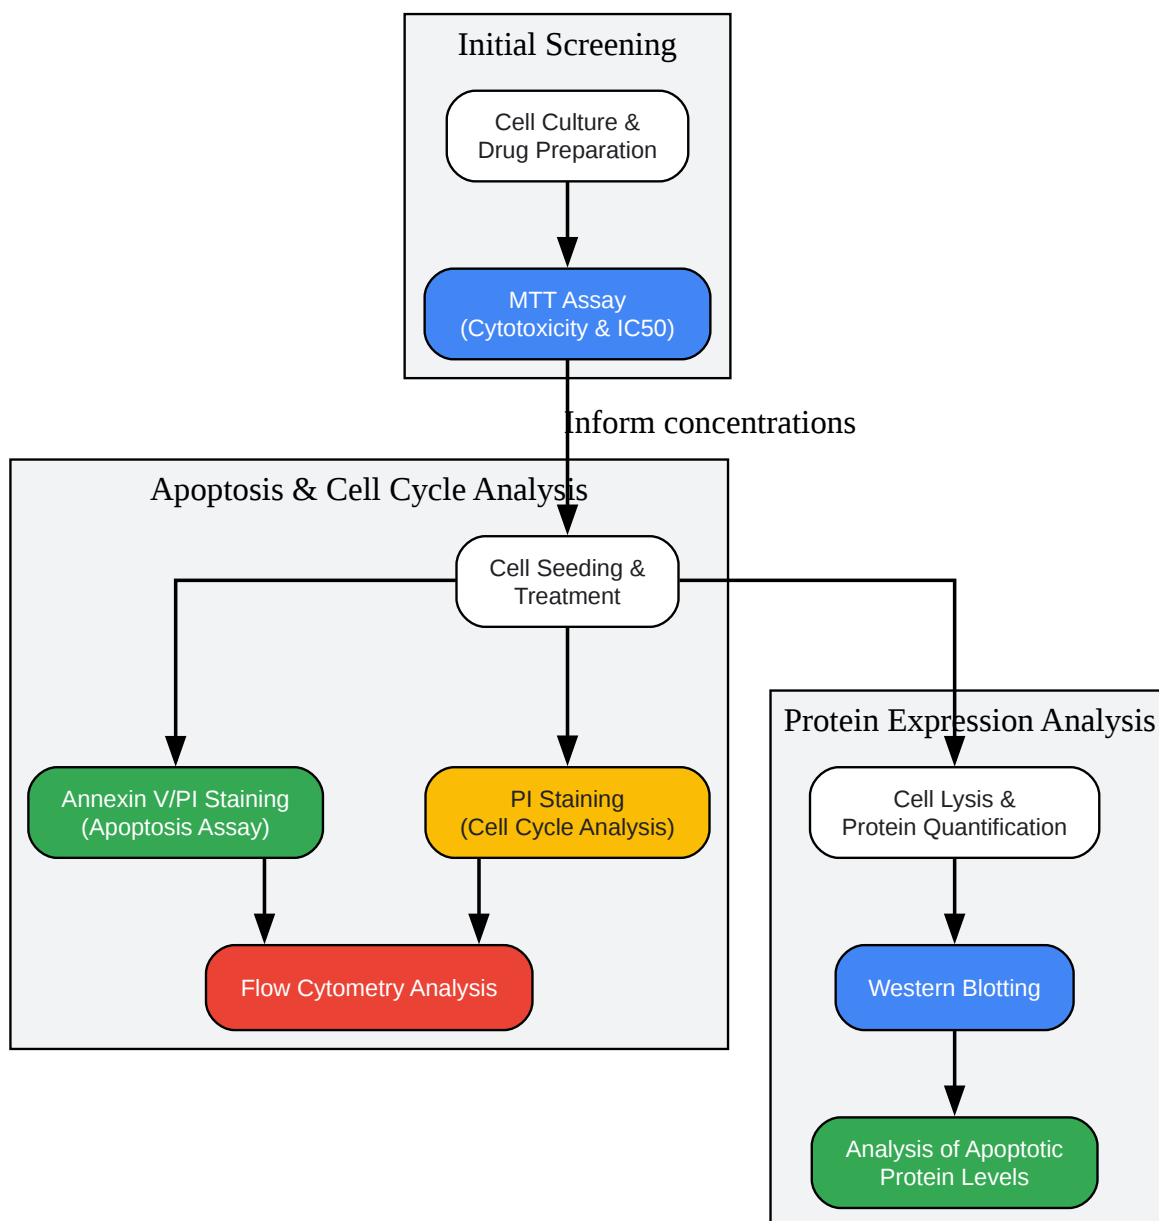 Initial Screening
Cell Culture &
Drug Preparation
MTT Assay
(Cytotoxicity & IC50)
Inform concentrations
Apoptosis & Cell Cycle Analysis
Cell Seeding &
Treatment
Annexin V/PI Staining
(Apoptosis Assay)
PI Staining
(Cell Cycle Analysis)
Flow Cytometry Analysis
Protein Expression Analysis
Cell Lysis &
Protein Quantification
Western Blotting
Analysis of Apoptotic
Protein Levels